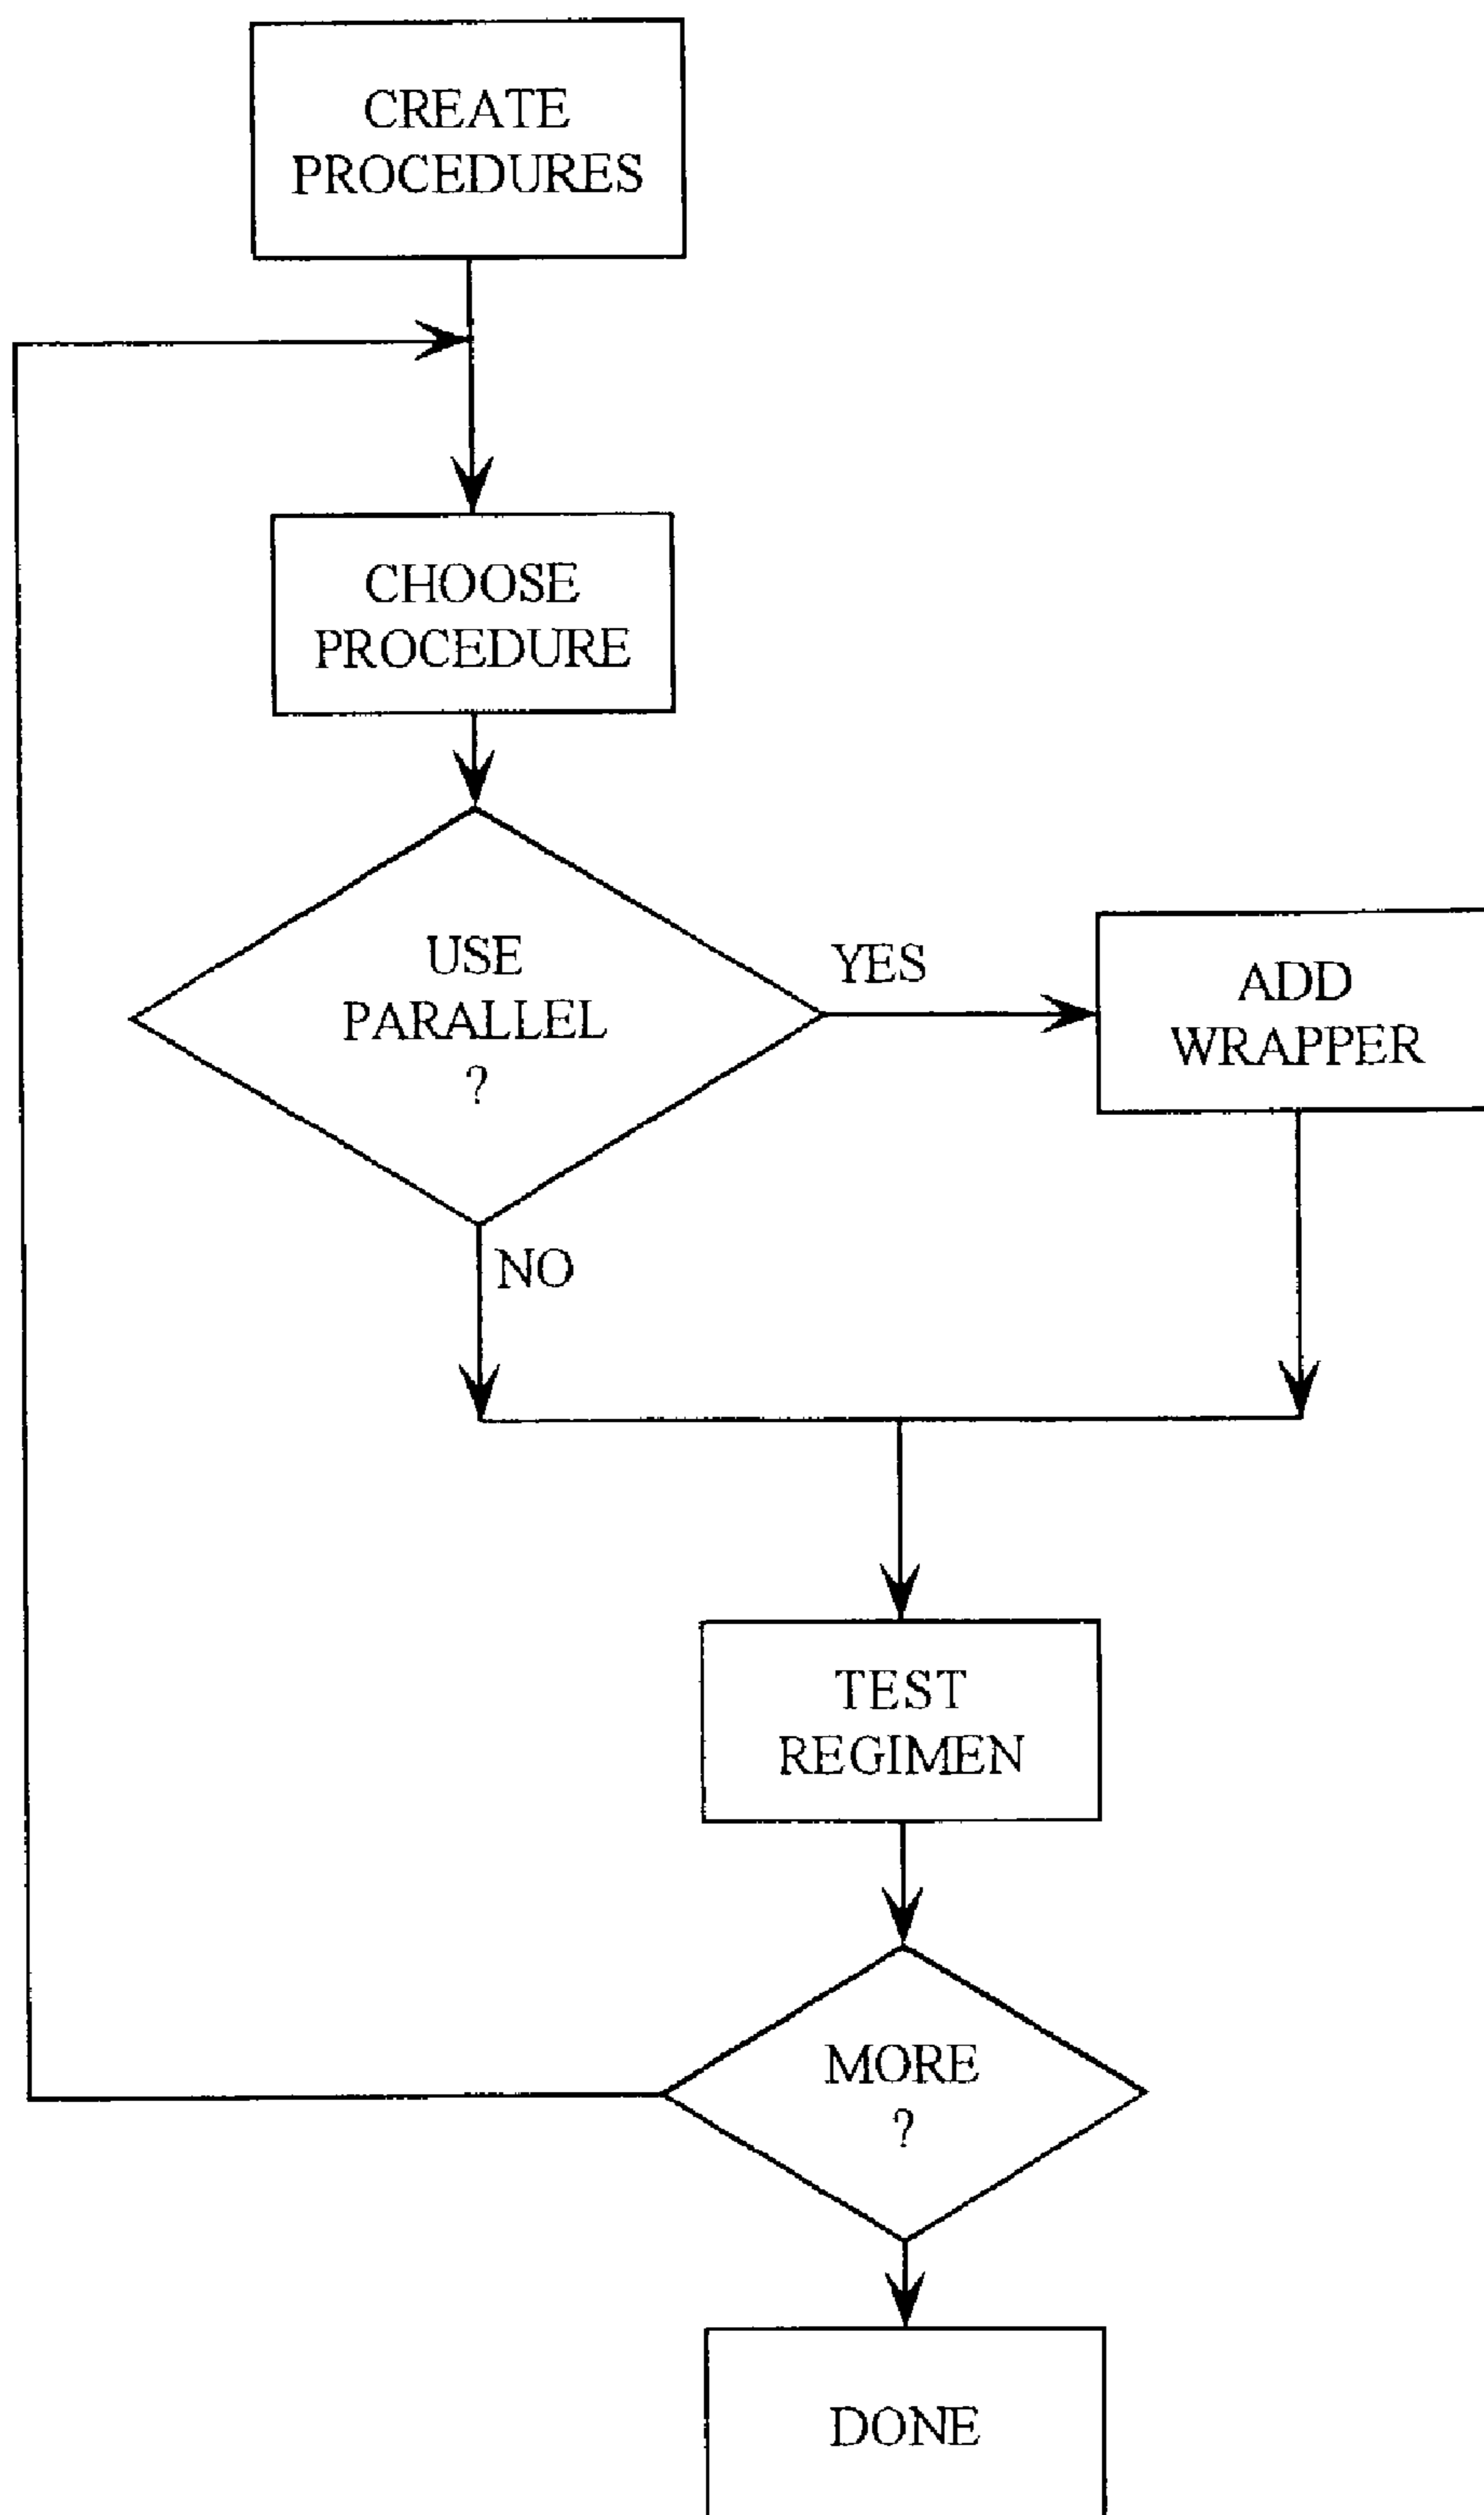 CREATE
PROCEDURES
CHOOSE
PROCEDURE
USE
PARALLEL
?
YES
ADD
WRAPPER
NO
TEST
REGIMEN
MORE
?
DONE